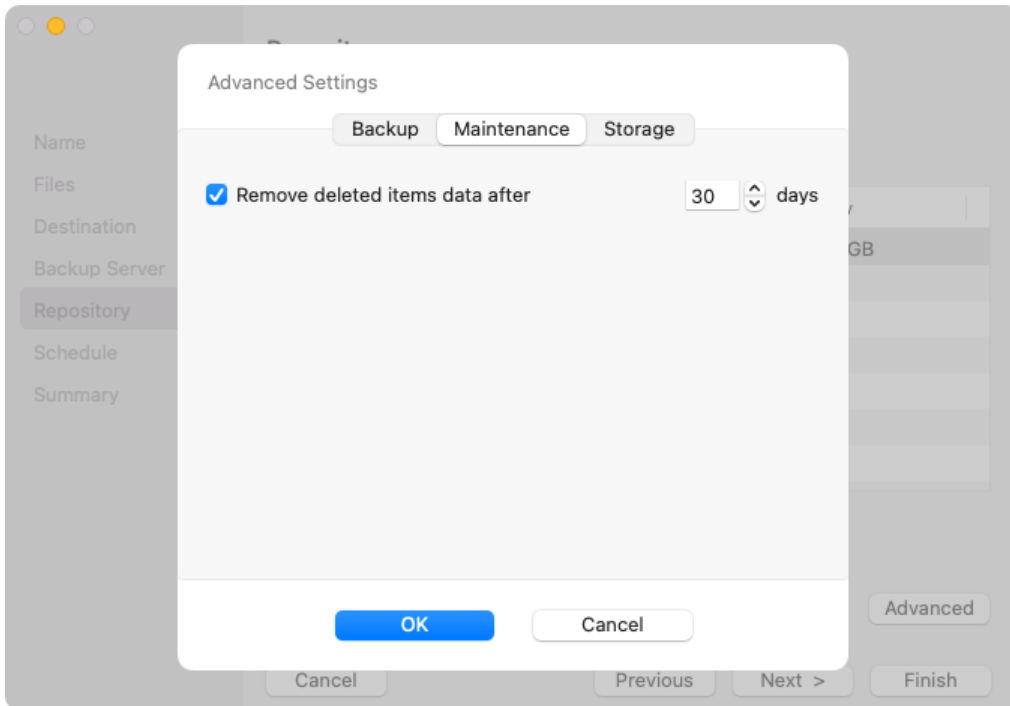 Advanced Settings
Backup Maintenance Storage
Remove deleted items data after 30 days
OK Cancel
Name
Files
Destination
Backup Server
Repository
Schedule
Summary
GB
Advanced
Cancel Previous Next > Finish